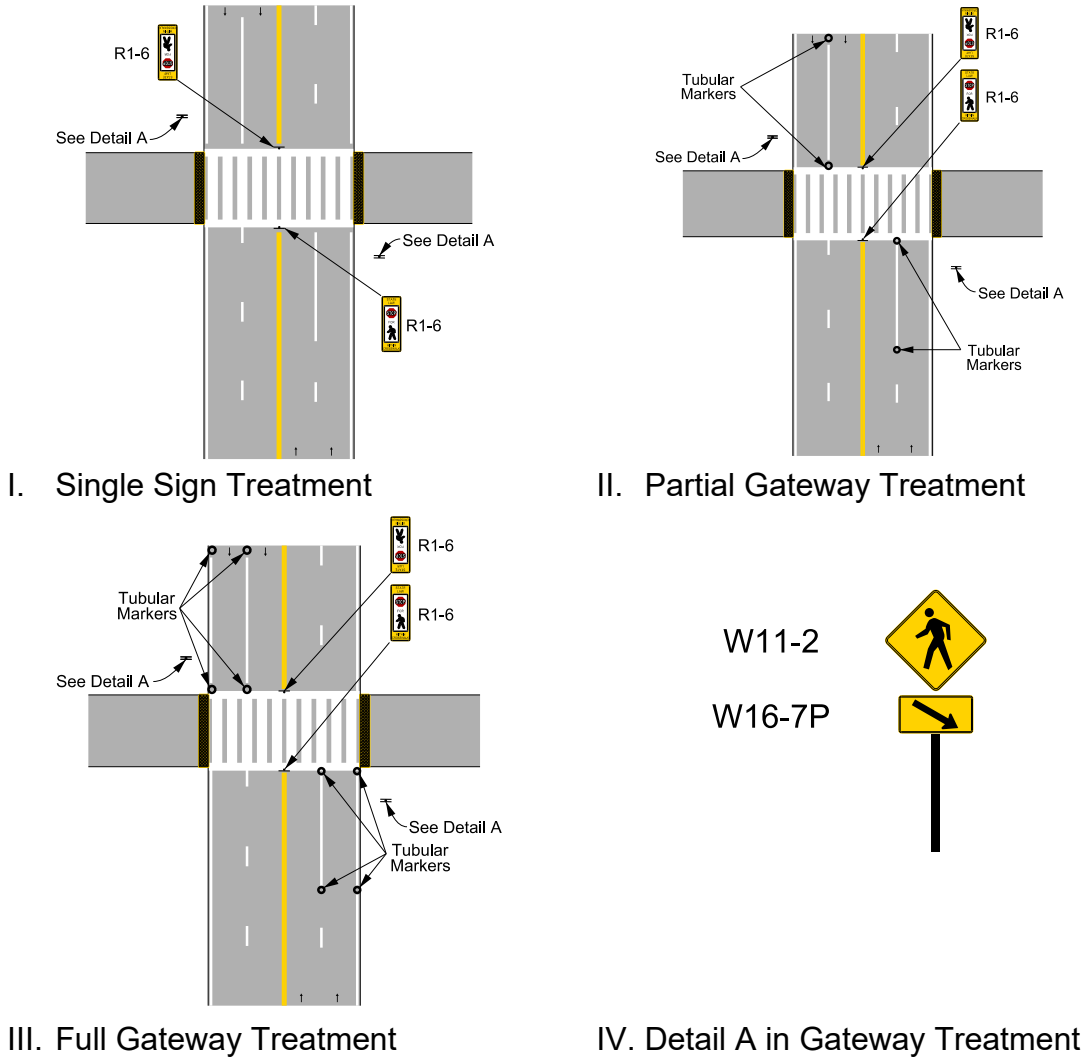 R1-6
See Detail A
See Detail A
R1-6
I. Single Sign Treatment
R1-6
Tubular
Markers
R1-6
See Detail A
See Detail A
Tubular
Markers
II. Partial Gateway Treatment
R1-6
Tubular
Markers
R1-6
See Detail A
See Detail A
Tubular
Markers
III. Full Gateway Treatment
W11-2
W16-7P
IV. Detail A in Gateway Treatment